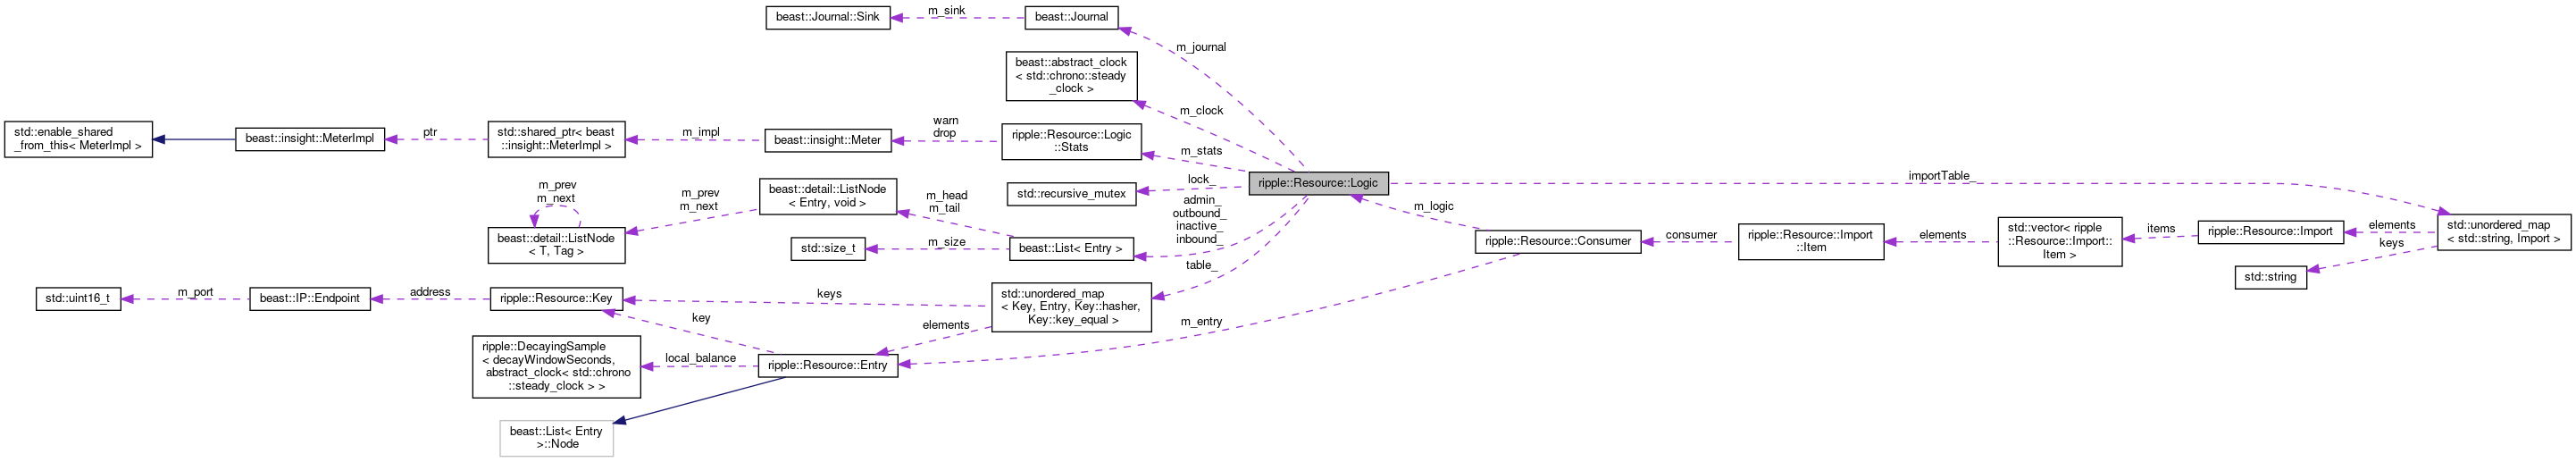 beast::Journal::Sink
m_sink
beast::Journal
m_journal
beast::abstract_clock
< std::chrono::steady
_clock >
m_clock
std::enable_shared
_from_this< MeterImpl >
beast::insight::MeterImpl
ptr
std::shared_ptr< beast
::insight::MeterImpl >
m_impl
beast::insight::Meter
warn
drop
ripple::Resource::Logic
::Stats
m_stats
std::recursive_mutex
lock_
ripple::Resource::Logic
importTable_
m_prev
m_next
beast::detail::ListNode
< T, Tag >
m_prev
m_next
beast::detail::ListNode
< Entry, void >
m_head
m_tail
std::size_t
m_size
beast::List< Entry >
admin_
outbound_
inactive_
inbound_
table_
m_logic
ripple::Resource::Consumer
consumer
ripple::Resource::Import
::Item
elements
std::vector< ripple
::Resource::Import::
Item >
items
ripple::Resource::Import
elements
keys
std::unordered_map
< std::string, Import >
std::string
std::uint16_t
m_port
beast::IP::Endpoint
address
ripple::Resource::Key
keys
std::unordered_map
< Key, Entry, Key::hasher,
Key::key_equal >
key
elements
m_entry
ripple::DecayingSample
< decayWindowSeconds,
abstract_clock< std::chrono
::steady_clock > >
local_balance
ripple::Resource::Entry
beast::List< Entry
>::Node